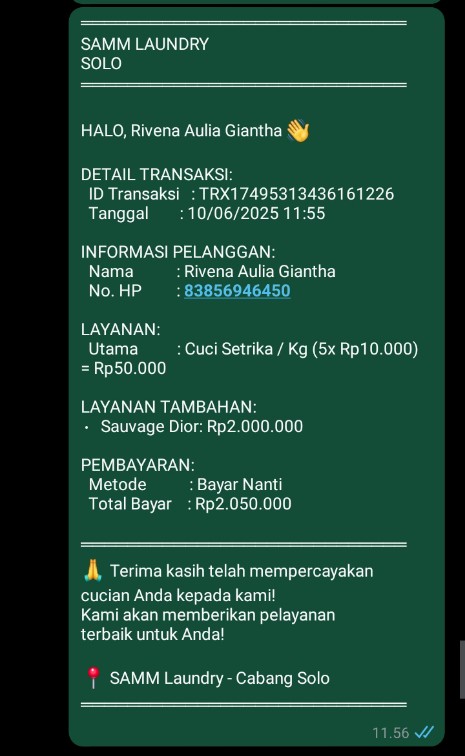 SAMM LAUNDRY
SOLO
HALO, Rivena Aulia Giantha 👋
DETAIL TRANSAKSI:
ID Transaksi : TRX17495313436161226
Tanggal : 10/06/2025 11:55
INFORMASI PELANGGAN:
Nama : Rivena Aulia Giantha
No. HP : 83856946450
LAYANAN:
Utama : Cuci Setrika / Kg (5x Rp10.000)
= Rp50.000
LAYANAN TAMBAHAN:
· Sauvage Dior: Rp2.000.000
PEMBAYARAN:
Metode : Bayar Nanti
Total Bayar : Rp2.050.000
🙏 Terima kasih telah mempercayakan
cucian Anda kepada kami!
Kami akan memberikan pelayanan
terbaik untuk Anda!
📍 SAMM Laundry - Cabang Solo
11.56